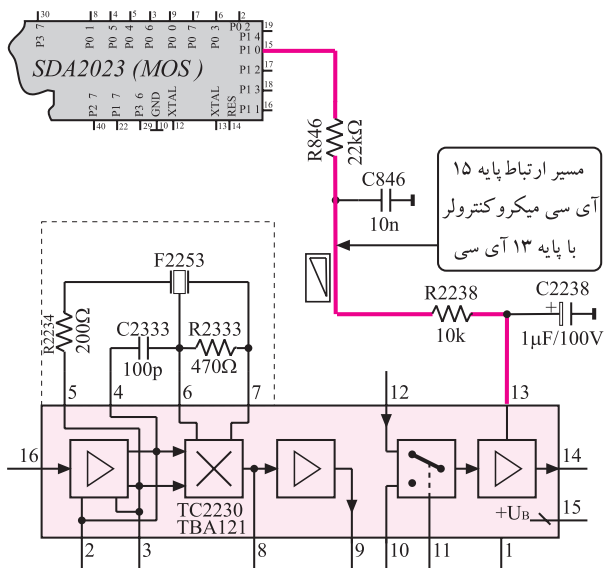 30 8 7 5 6 9 7 6 2
P3 7 P0 1 P0 5 P0 4 P0 3 P0 0 P0 7 P0 3 P0 2
19
P1 4
15
P1 0
SDA2023 (MOS)
17
P1 2
18
P1 3
16
P1 1
P2 7 P1 7 P3 6 GND XTAL XTAL RES
40 22 29 10 12 13 14
R846
22kΩ
C846
10n
مسیر ارتباط پایه ۱۵
آی سی میکروکنترولر
با پایه ۱۳ آی سی
F2253
R2234
200Ω
C2333
100p
R2333
470Ω
R2238
10k
C2238
+
1µF/100V
5 4 6 7 12 13
16
14
TC2230
TBA121
+UB
15
2 3 8 9 10 11 1